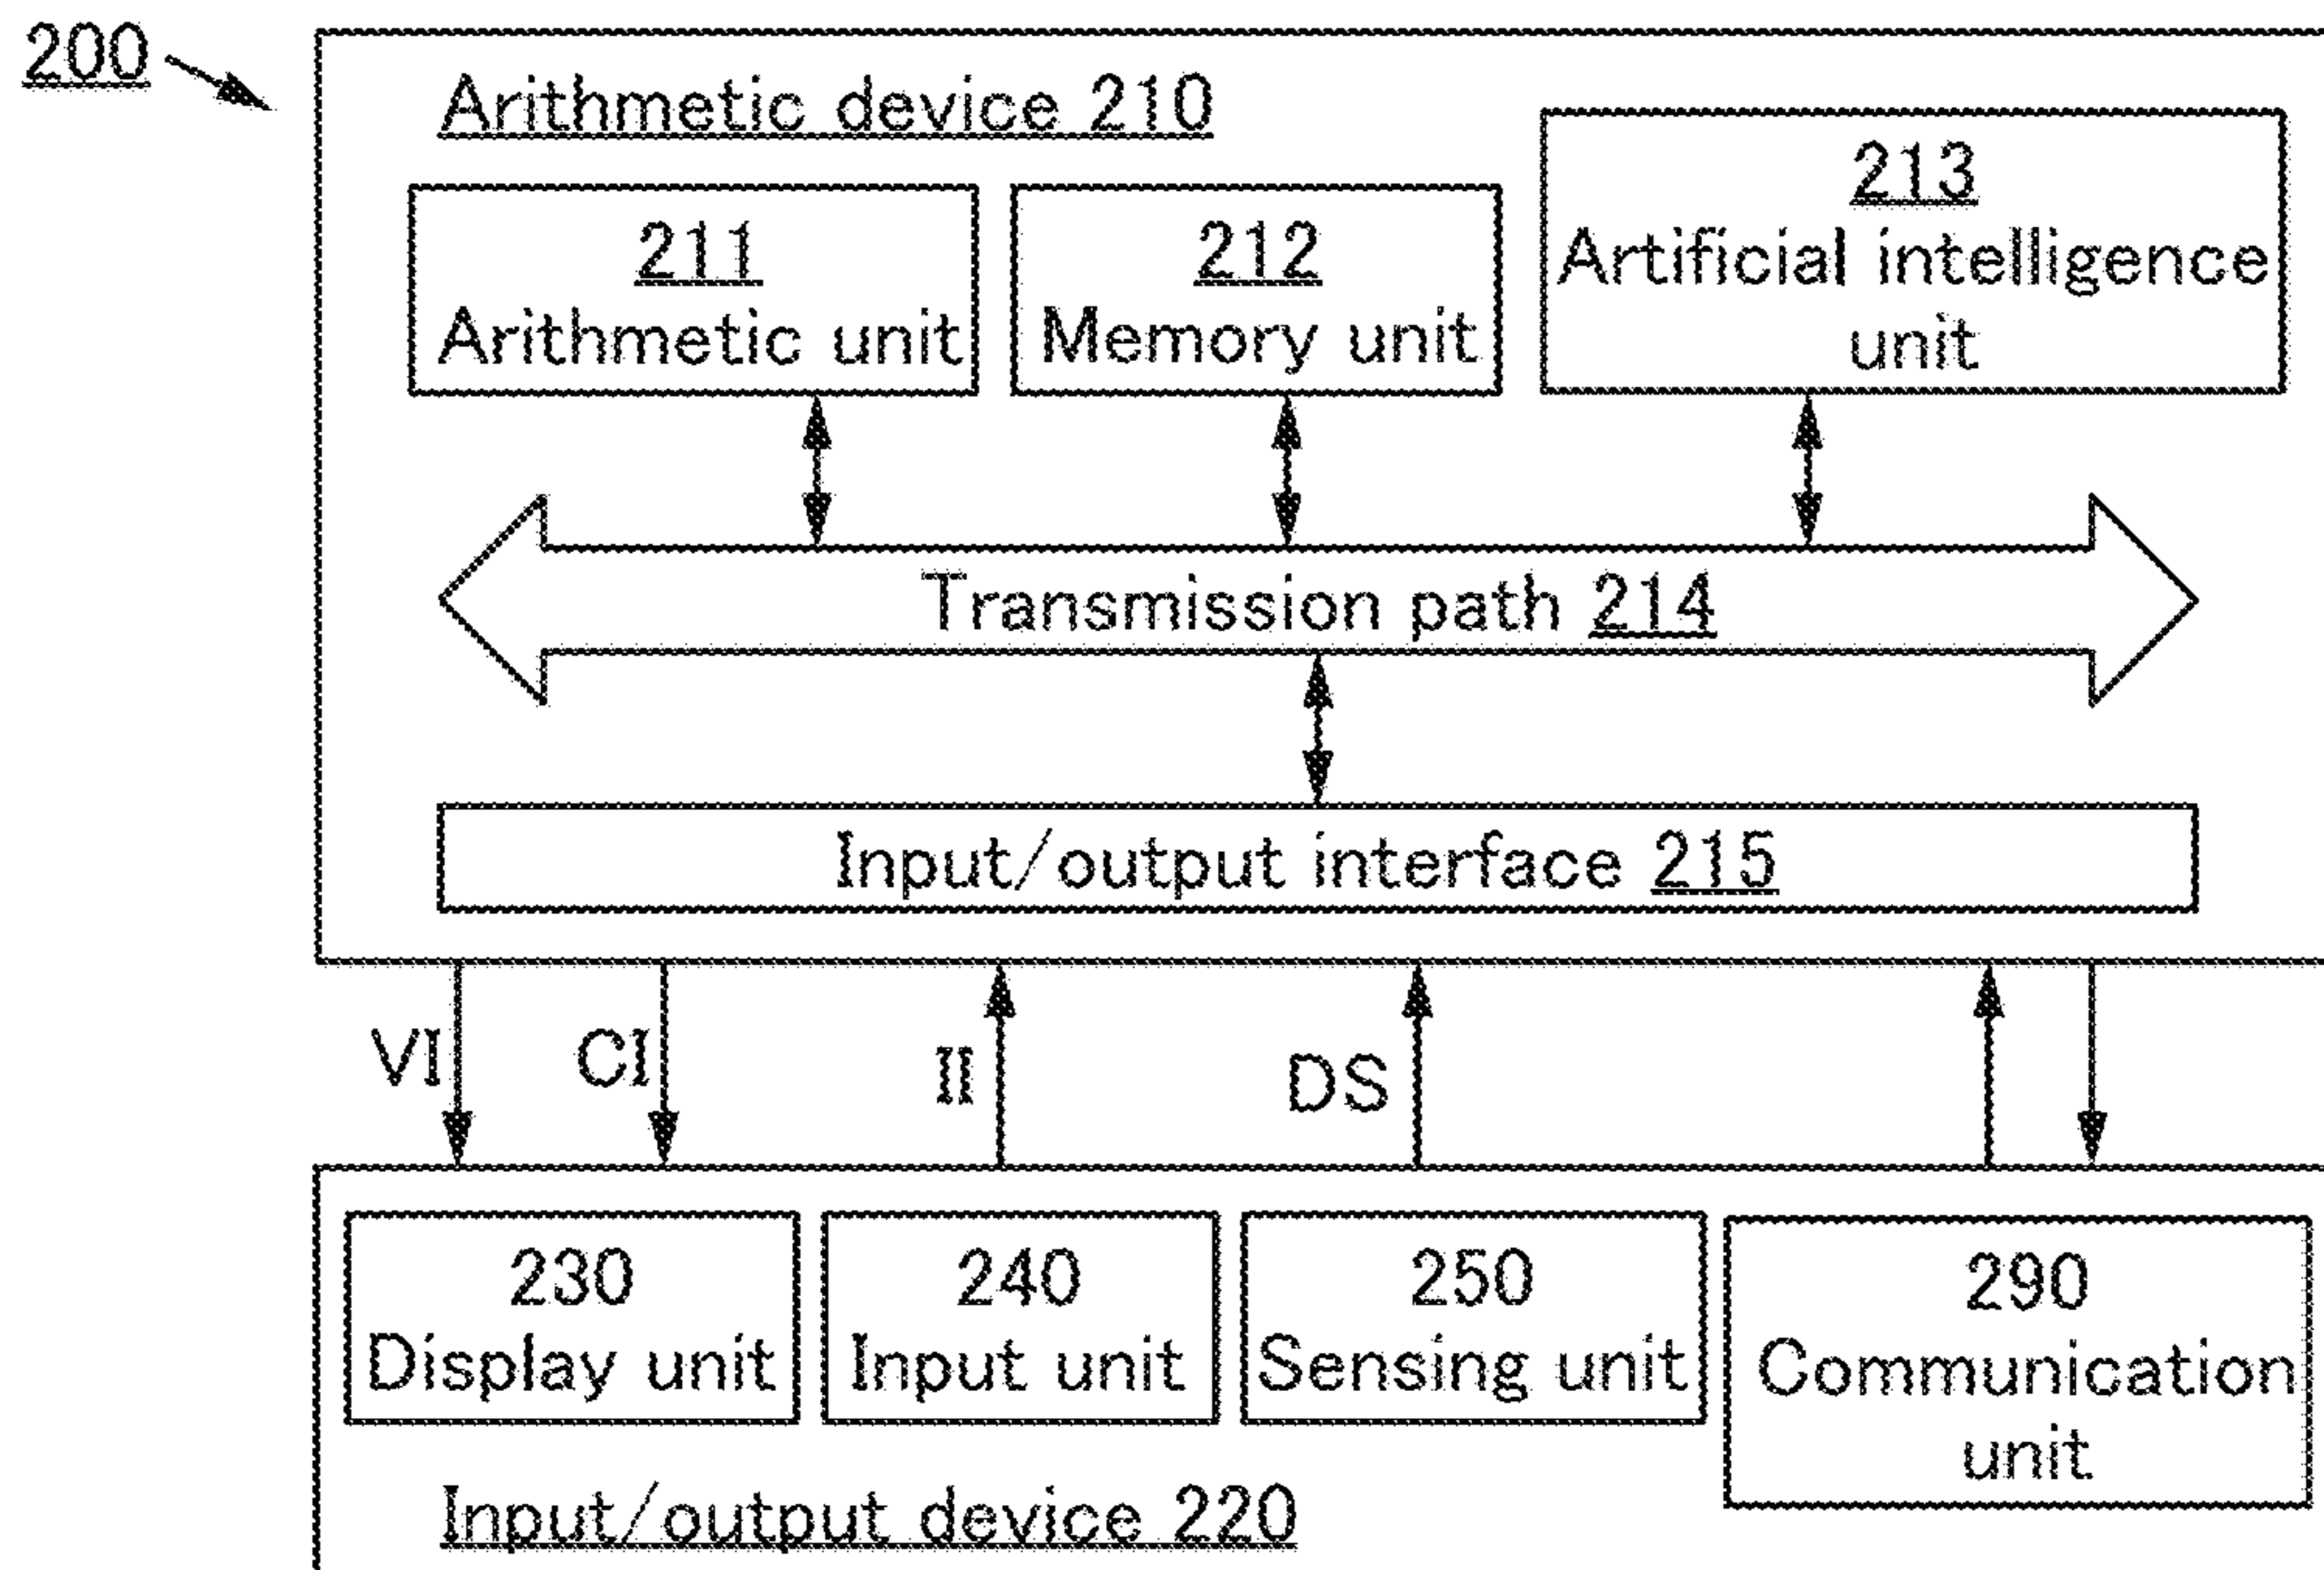 200
Arithmetic device 210
211
Arithmetic unit
212
Memory unit
213
Artificial intelligence
unit
Transmission path 214
Input/output interface 215
VI
CI
II
DS
230
Display unit
240
Input unit
250
Sensing unit
290
Communication
unit
Input/output device 220